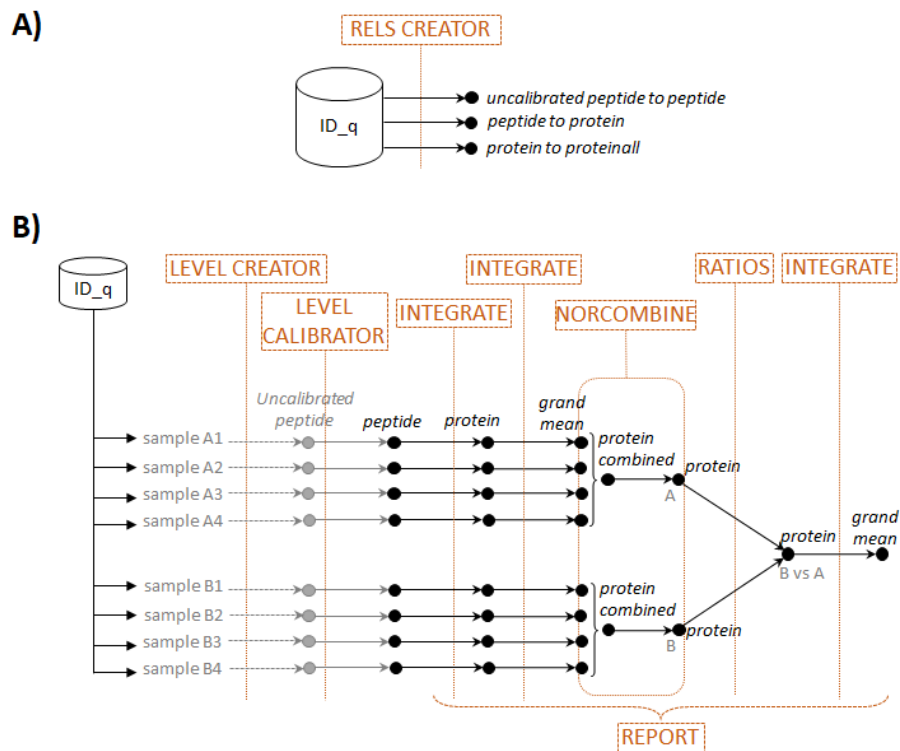 A)
RELS CREATOR
ID_q
uncalibrated peptide to peptide
peptide to protein
protein to proteinall
B)
ID_q
LEVEL CREATOR
LEVEL
CALIBRATOR
INTEGRATE
INTEGRATE
NORCOMBINE
RATIOS
INTEGRATE
Uncalibrated
peptide
peptide
protein
grand
mean
sample A1
sample A2
sample A3
sample A4
protein
combined
protein
A
sample B1
sample B2
sample B3
sample B4
protein
combined
protein
B
protein
B vs A
grand
mean
REPORT